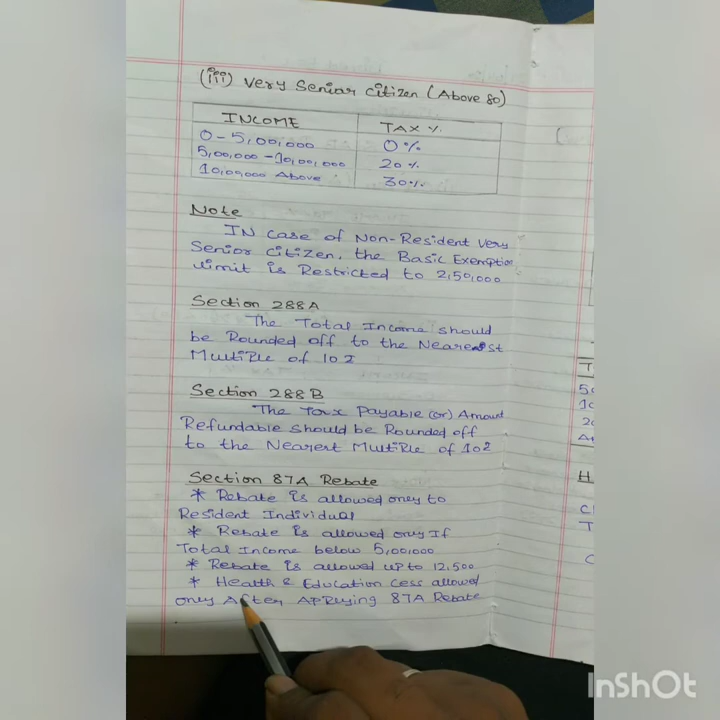 (iii) Very Senior Citizen (Above 80)
INCOME TAX %
0 - 5,00,000 0%
5,00,000 - 10,00,000 20%
10,00,000 Above 30%
Note
IN case of Non-Resident Very
Senior Citizen, the Basic Exemption
limit is Restricted to 2,50,000
Section 288A
The Total Income should
be Rounded off to the Nearest
Multiple of 10
Section 288B
The Tax Payable (or) Amount
Refundable should be Rounded off
to the Nearest Multiple of 10
Section 87A Rebate
* Rebate is allowed only to
Resident Individual
* Rebate is allowed only If
Total Income below 5,00,000
* Rebate is allowed up to 12,500
* Health & Education cess allowed
only After Applying 87A Rebate
InShOt